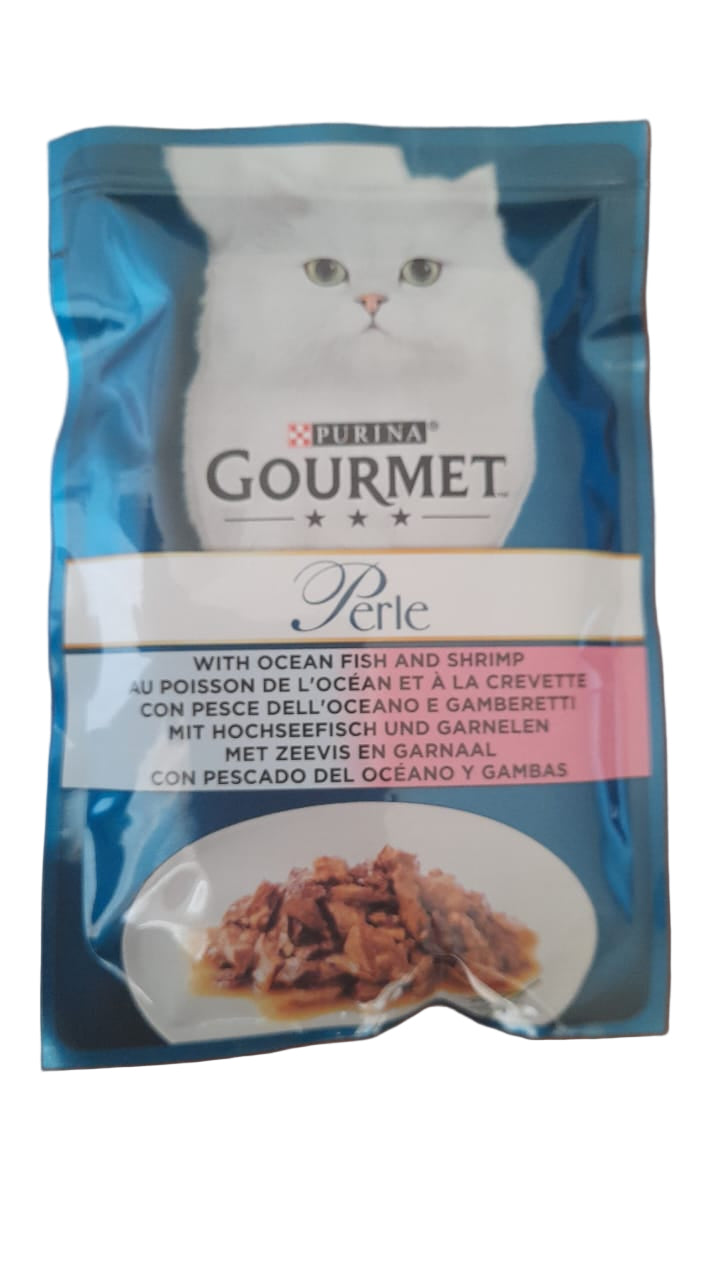 PURINA®
GOURMET™
Perle
WITH OCEAN FISH AND SHRIMP
AU POISSON DE L'OCÉAN ET À LA CREVETTE
CON PESCE DELL'OCEANO E GAMBERETTI
MIT HOCHSEEFISCH UND GARNELEN
MET ZEEVIS EN GARNAAL
CON PESCADO DEL OCÉANO Y GAMBAS